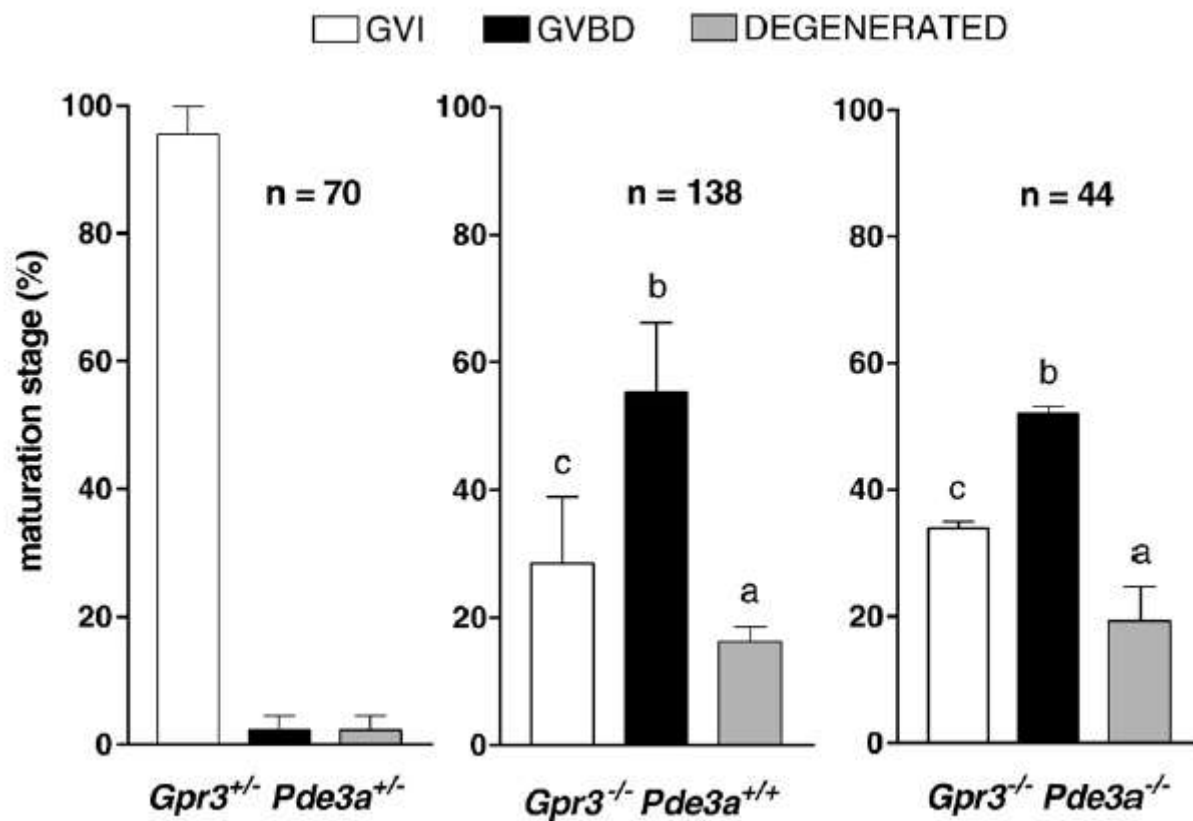 GVI GVBD DEGENERATED
maturation stage (%)
100
80
60
40
20
0
n = 70
Gpr3+/- Pde3a+/-
100
80
60
40
20
0
n = 138
c
b
a
Gpr3-/- Pde3a+/+
100
80
60
40
20
0
n = 44
c
b
a
Gpr3-/- Pde3a-/-